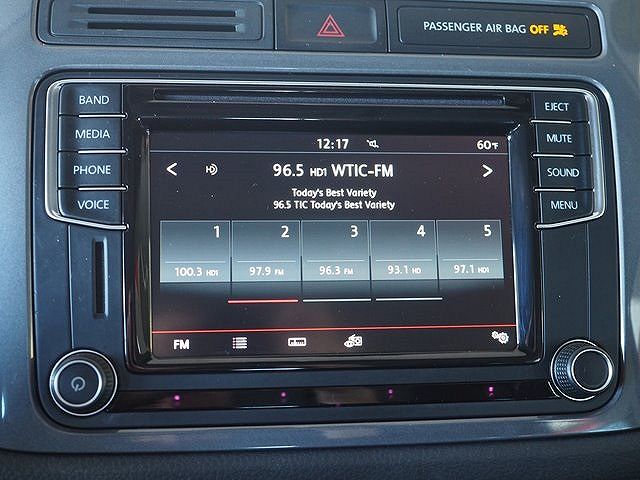 PASSENGER AIR BAG OFF
BAND
MEDIA
PHONE
VOICE
12:17
60°F
96.5 HD1 WTIC-FM
Today's Best Variety
96.5 TIC Today's Best Variety
1 2 3 4 5
100.3 HD1 97.9 FM 96.3 FM 93.1 HD 97.1 HD1
FM
EJECT
MUTE
SOUND
MENU